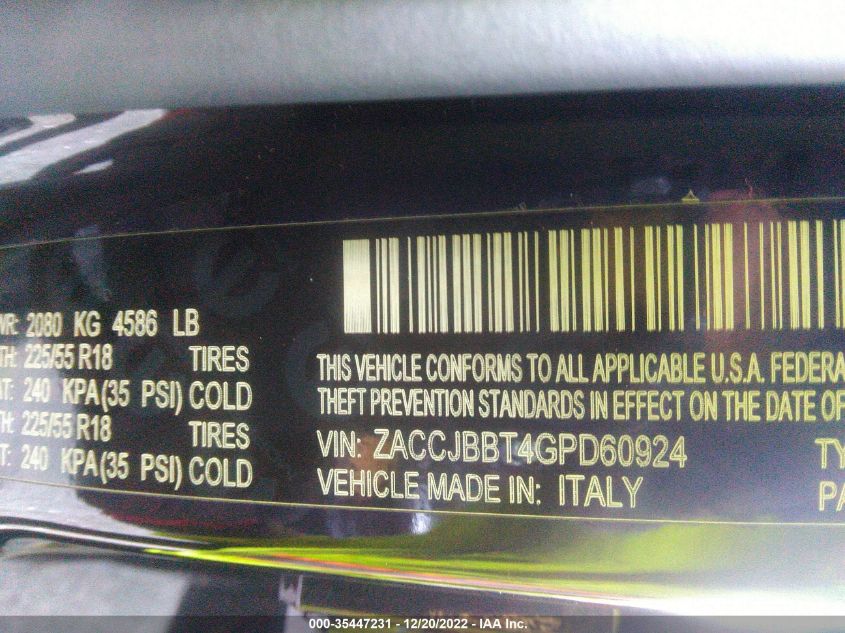 WR: 2080 KG 4586 LB
TH: 225/55 R18 TIRES
AT: 240 KPA(35 PSI) COLD
TH: 225/55 R18 TIRES
AT: 240 KPA(35 PSI) COLD
THIS VEHICLE CONFORMS TO ALL APPLICABLE U.S.A. FEDERA
THEFT PREVENTION STANDARDS IN EFFECT ON THE DATE OF
VIN: ZACCJBBT4GPD60924 TY
VEHICLE MADE IN: ITALY PA
000-35447231 - 12/20/2022 - IAA Inc.